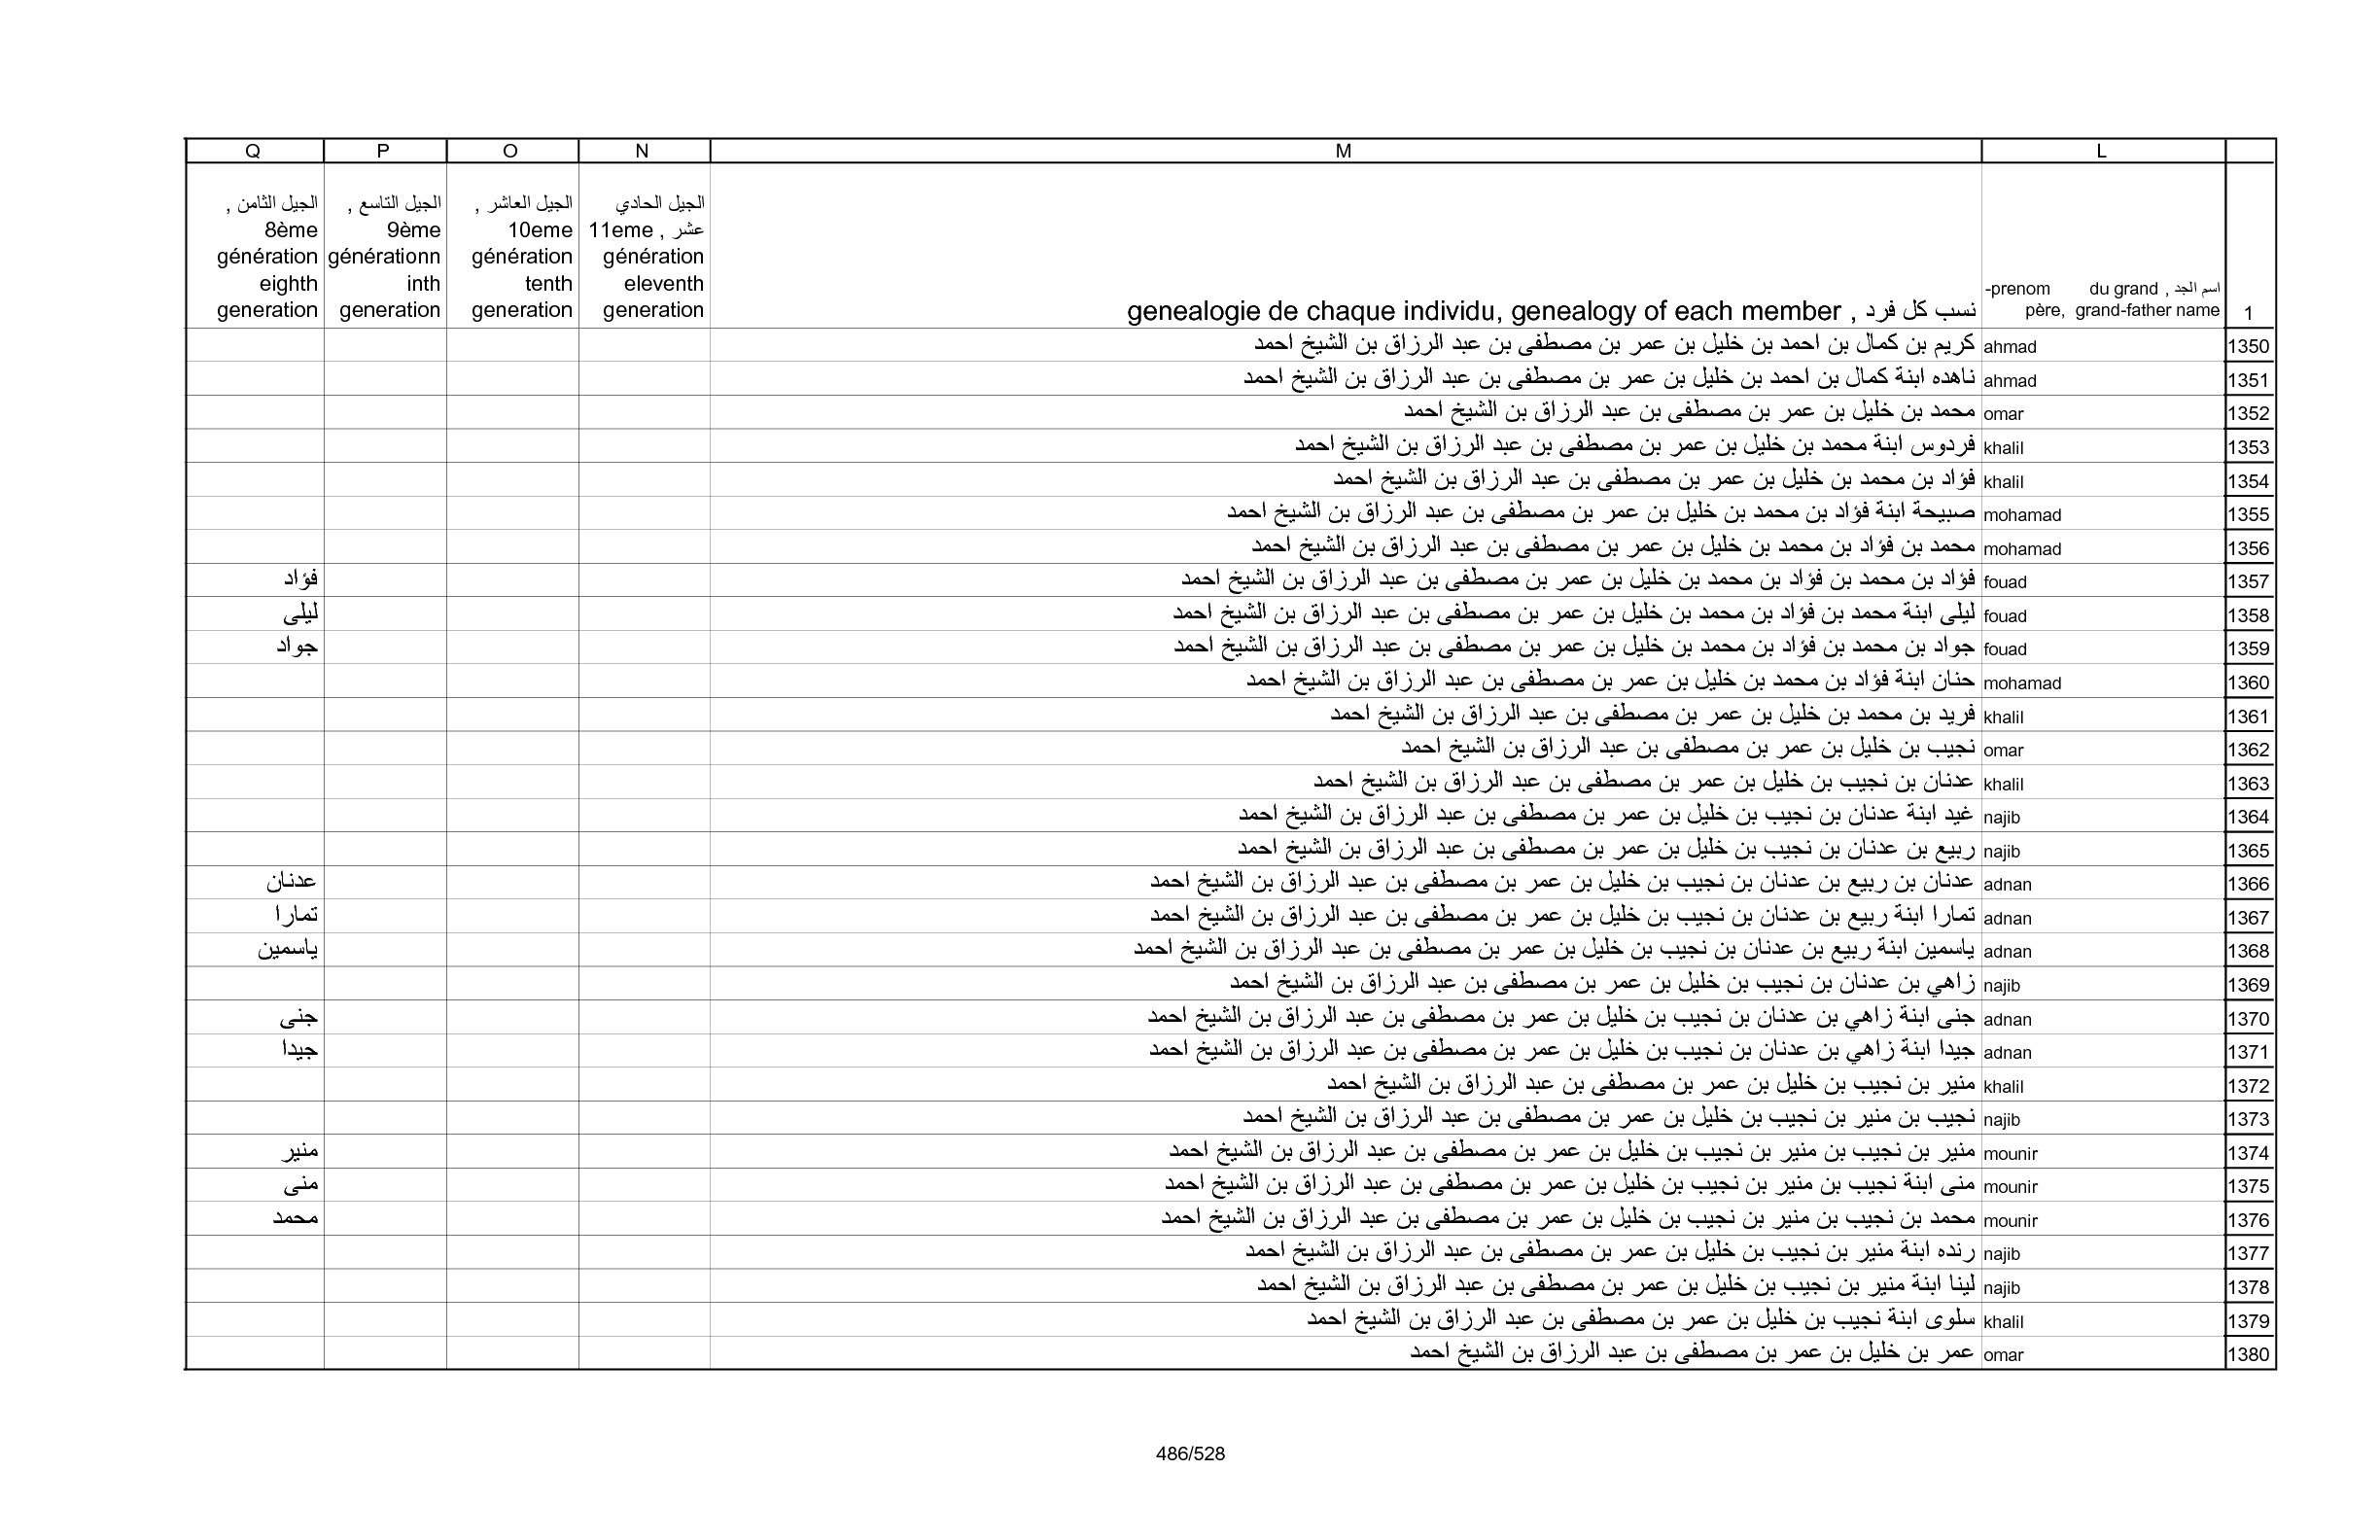 Q P O N M L
الجيل الثامن , 8ème génération eighth generation
الجيل التاسع , 9ème générationn inth generation
الجيل العاشر , 10eme génération tenth generation
الجيل الحادي عشر , 11eme génération eleventh generation
نسب كل فرد , genealogie de chaque individu, genealogy of each member
اسم الجد , du grand -prenom père, grand-father name
1
1350 ahmad كريم بن كمال بن احمد بن خليل بن عمر بن مصطفى بن عبد الرزاق بن الشيخ احمد
1351 ahmad ناهده ابنة كمال بن احمد بن خليل بن عمر بن مصطفى بن عبد الرزاق بن الشيخ احمد
1352 omar محمد بن خليل بن عمر بن مصطفى بن عبد الرزاق بن الشيخ احمد
1353 khalil فردوس ابنة محمد بن خليل بن عمر بن مصطفى بن عبد الرزاق بن الشيخ احمد
1354 khalil فؤاد بن محمد بن خليل بن عمر بن مصطفى بن عبد الرزاق بن الشيخ احمد
1355 mohamad صبيحة ابنة فؤاد بن محمد بن خليل بن عمر بن مصطفى بن عبد الرزاق بن الشيخ احمد
1356 mohamad محمد بن فؤاد بن محمد بن خليل بن عمر بن مصطفى بن عبد الرزاق بن الشيخ احمد
1357 fouad فؤاد بن محمد بن فؤاد بن محمد بن خليل بن عمر بن مصطفى بن عبد الرزاق بن الشيخ احمد فؤاد
1358 fouad ليلى ابنة محمد بن فؤاد بن محمد بن خليل بن عمر بن مصطفى بن عبد الرزاق بن الشيخ احمد ليلى
1359 fouad جواد بن محمد بن فؤاد بن محمد بن خليل بن عمر بن مصطفى بن عبد الرزاق بن الشيخ احمد جواد
1360 mohamad حنان ابنة فؤاد بن محمد بن خليل بن عمر بن مصطفى بن عبد الرزاق بن الشيخ احمد
1361 khalil فريد بن محمد بن خليل بن عمر بن مصطفى بن عبد الرزاق بن الشيخ احمد
1362 omar نجيب بن خليل بن عمر بن مصطفى بن عبد الرزاق بن الشيخ احمد
1363 khalil عدنان بن نجيب بن خليل بن عمر بن مصطفى بن عبد الرزاق بن الشيخ احمد
1364 najib غيد ابنة عدنان بن نجيب بن خليل بن عمر بن مصطفى بن عبد الرزاق بن الشيخ احمد
1365 najib ربيع بن عدنان بن نجيب بن خليل بن عمر بن مصطفى بن عبد الرزاق بن الشيخ احمد
1366 adnan عدنان بن ربيع بن عدنان بن نجيب بن خليل بن عمر بن مصطفى بن عبد الرزاق بن الشيخ احمد عدنان
1367 adnan تمارا ابنة ربيع بن عدنان بن نجيب بن خليل بن عمر بن مصطفى بن عبد الرزاق بن الشيخ احمد تمارا
1368 adnan ياسمين ابنة ربيع بن عدنان بن نجيب بن خليل بن عمر بن مصطفى بن عبد الرزاق بن الشيخ احمد ياسمين
1369 najib زاهي بن عدنان بن نجيب بن خليل بن عمر بن مصطفى بن عبد الرزاق بن الشيخ احمد
1370 adnan جنى ابنة زاهي بن عدنان بن نجيب بن خليل بن عمر بن مصطفى بن عبد الرزاق بن الشيخ احمد جنى
1371 adnan جيدا ابنة زاهي بن عدنان بن نجيب بن خليل بن عمر بن مصطفى بن عبد الرزاق بن الشيخ احمد جيدا
1372 khalil منير بن نجيب بن خليل بن عمر بن مصطفى بن عبد الرزاق بن الشيخ احمد
1373 najib نجيب بن منير بن نجيب بن خليل بن عمر بن مصطفى بن عبد الرزاق بن الشيخ احمد
1374 mounir منير بن نجيب بن منير بن نجيب بن خليل بن عمر بن مصطفى بن عبد الرزاق بن الشيخ احمد منير
1375 mounir منى ابنة نجيب بن منير بن نجيب بن خليل بن عمر بن مصطفى بن عبد الرزاق بن الشيخ احمد منى
1376 mounir محمد بن نجيب بن منير بن نجيب بن خليل بن عمر بن مصطفى بن عبد الرزاق بن الشيخ احمد محمد
1377 najib رنده ابنة منير بن نجيب بن خليل بن عمر بن مصطفى بن عبد الرزاق بن الشيخ احمد
1378 najib لينا ابنة منير بن نجيب بن خليل بن عمر بن مصطفى بن عبد الرزاق بن الشيخ احمد
1379 khalil سلوى ابنة نجيب بن خليل بن عمر بن مصطفى بن عبد الرزاق بن الشيخ احمد
1380 omar عمر بن خليل بن عمر بن مصطفى بن عبد الرزاق بن الشيخ احمد
486/528